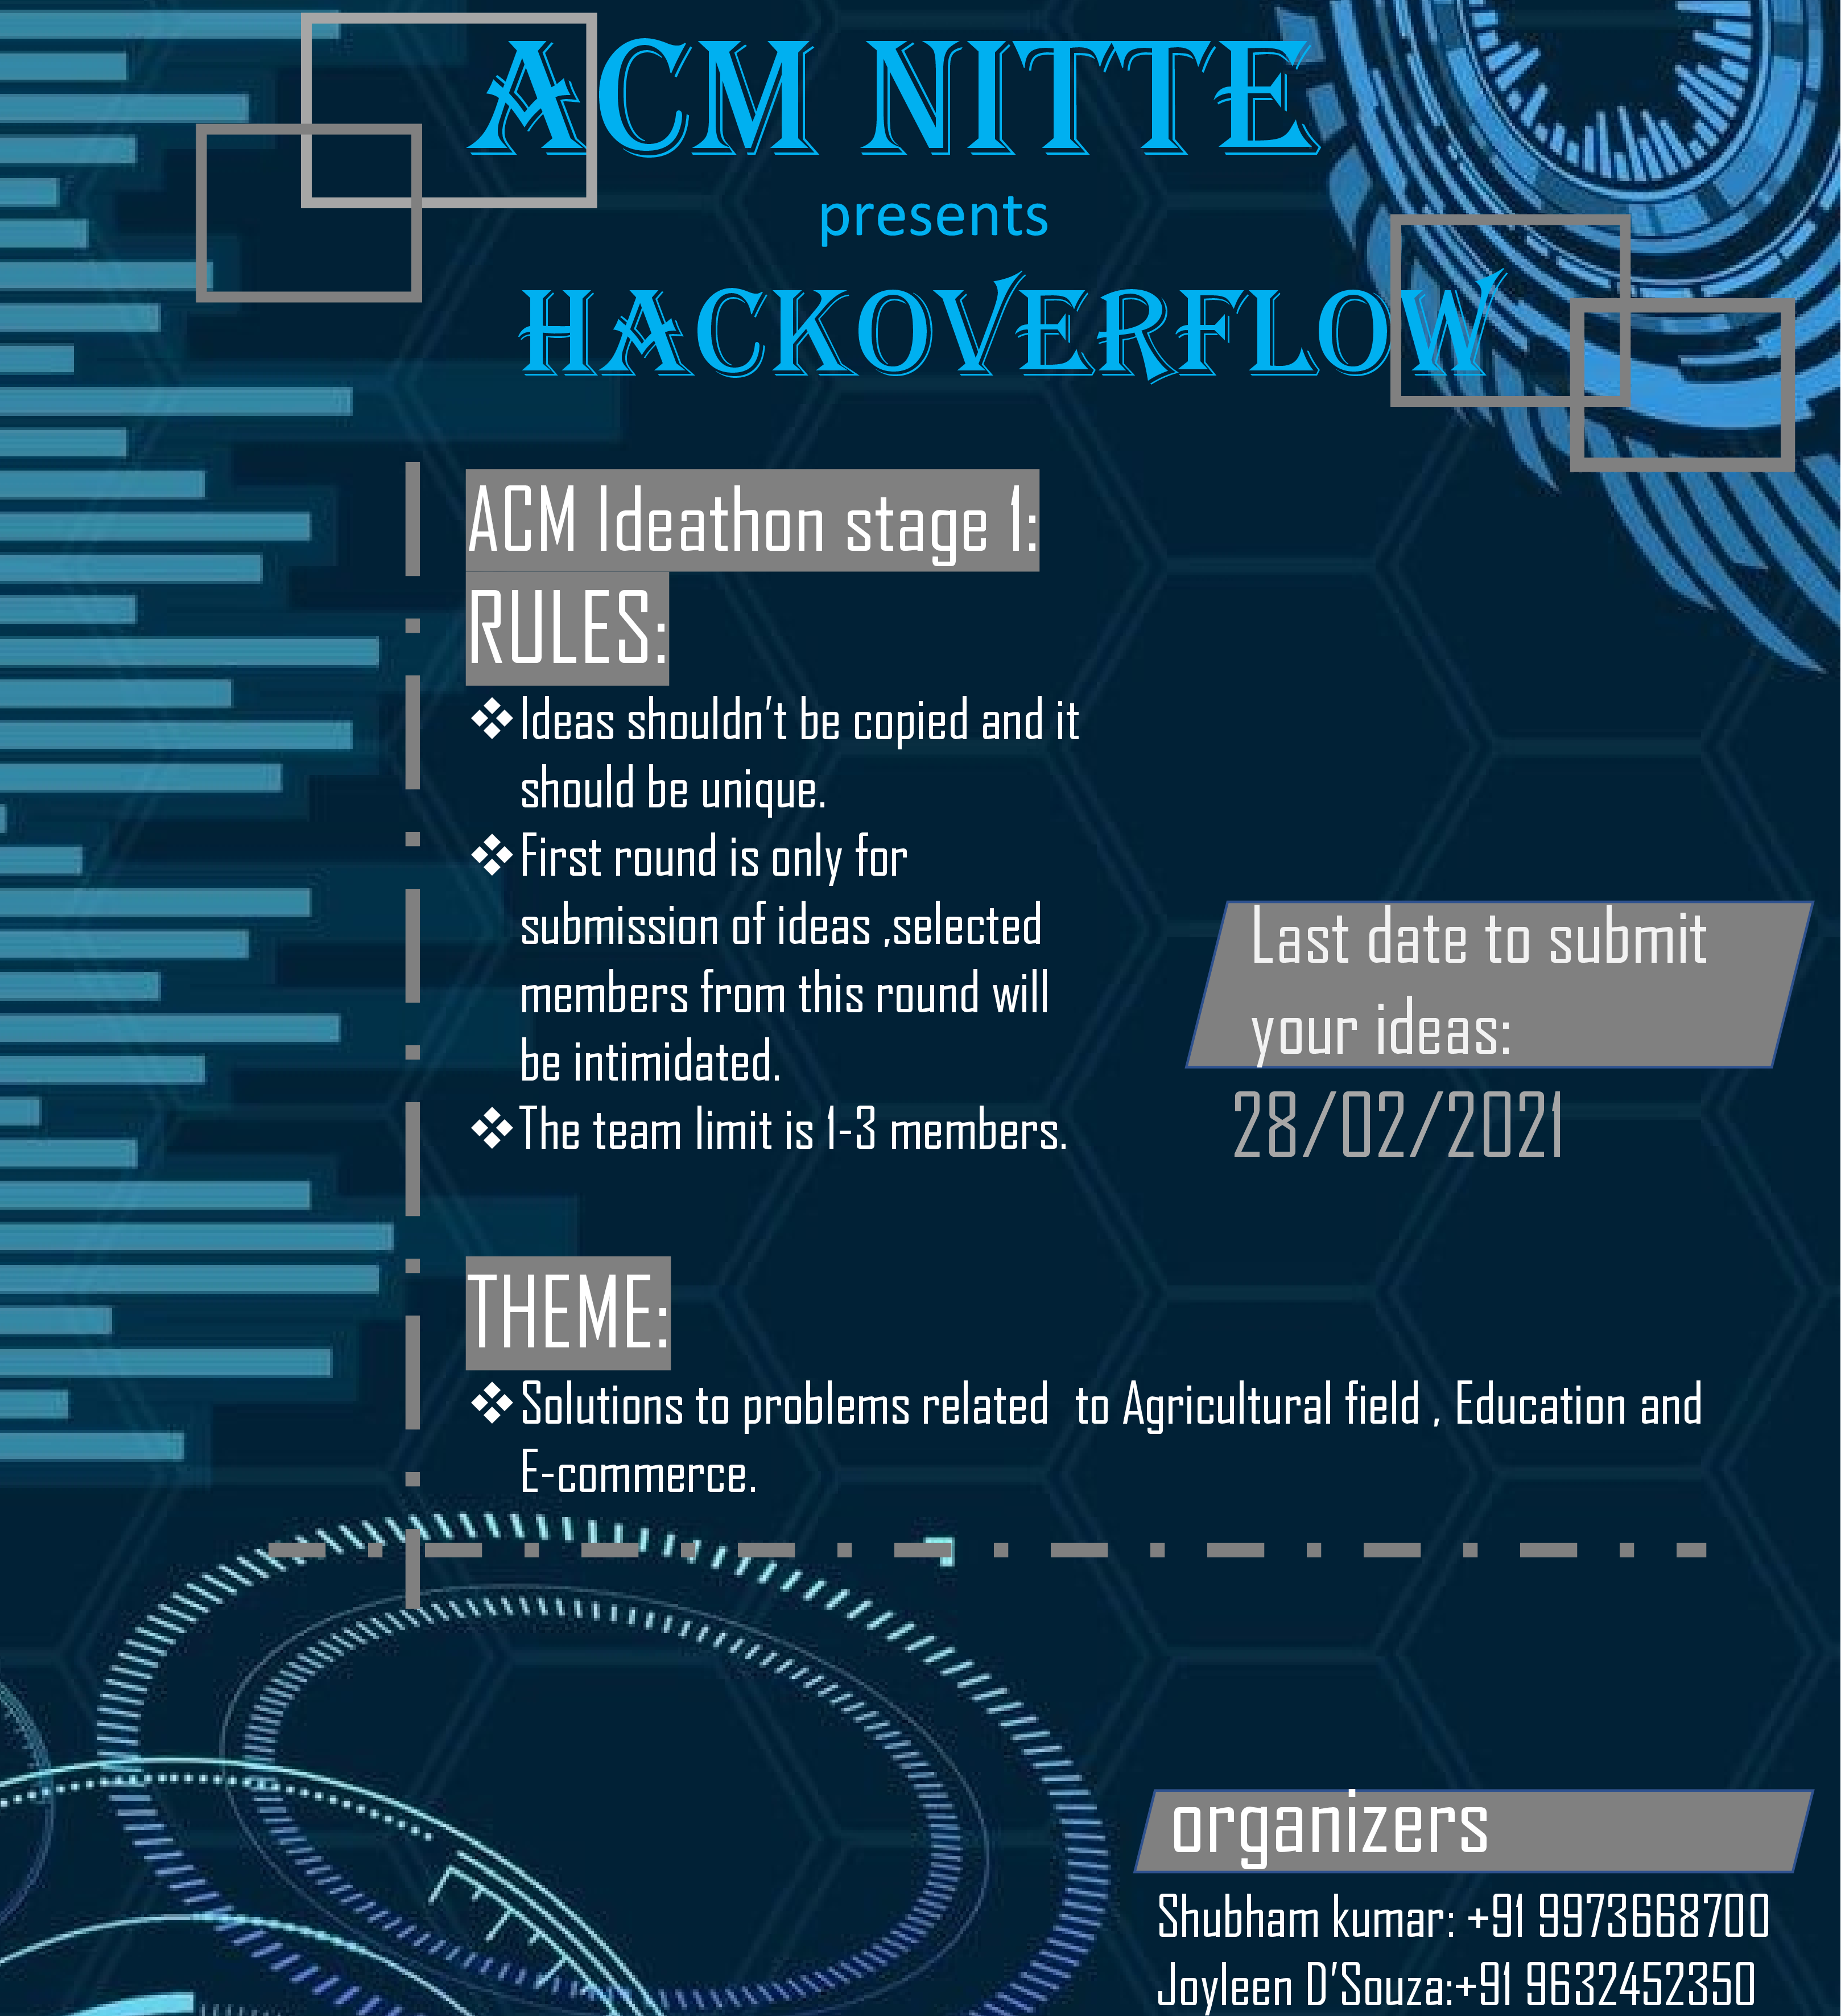 ACM NITTE
presents
HACKOVERFLOW
ACM Ideathon stage 1:
RULES:
❖Ideas shouldn't be copied and it
should be unique.
❖First round is only for
submission of ideas ,selected
members from this round will
be intimidated.
❖The team limit is 1-3 members.
Last date to submit
your ideas:
28/02/2021
THEME:
❖Solutions to problems related  to Agricultural field , Education and
E-commerce.
organizers
Shubham kumar: +91 9973668700
Joyleen D'Souza:+91 9632452350